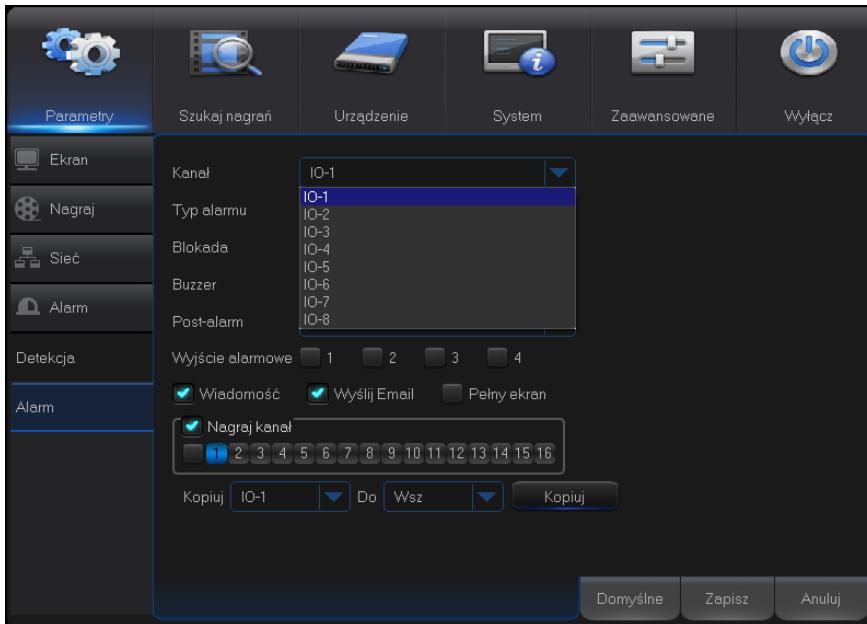 Parametry Szukaj nagrań Urządzenie System Zaawansowane Wyłącz
Ekran
Nagraj
Sieć
Alarm
Detekcja
Alarm
Kanał IO-1
IO-1
IO-2
IO-3
IO-4
IO-5
IO-6
IO-7
IO-8
Typ alarmu
Blokada
Buzzer
Post-alarm
Wyjście alarmowe 1 2 3 4
Wiadomość Wyślij Email Pełny ekran
Nagraj kanał
1 2 3 4 5 6 7 8 9 10 11 12 13 14 15 16
Kopiuj IO-1 Do Wsz Kopiuj
Domyślne Zapisz Anuluj